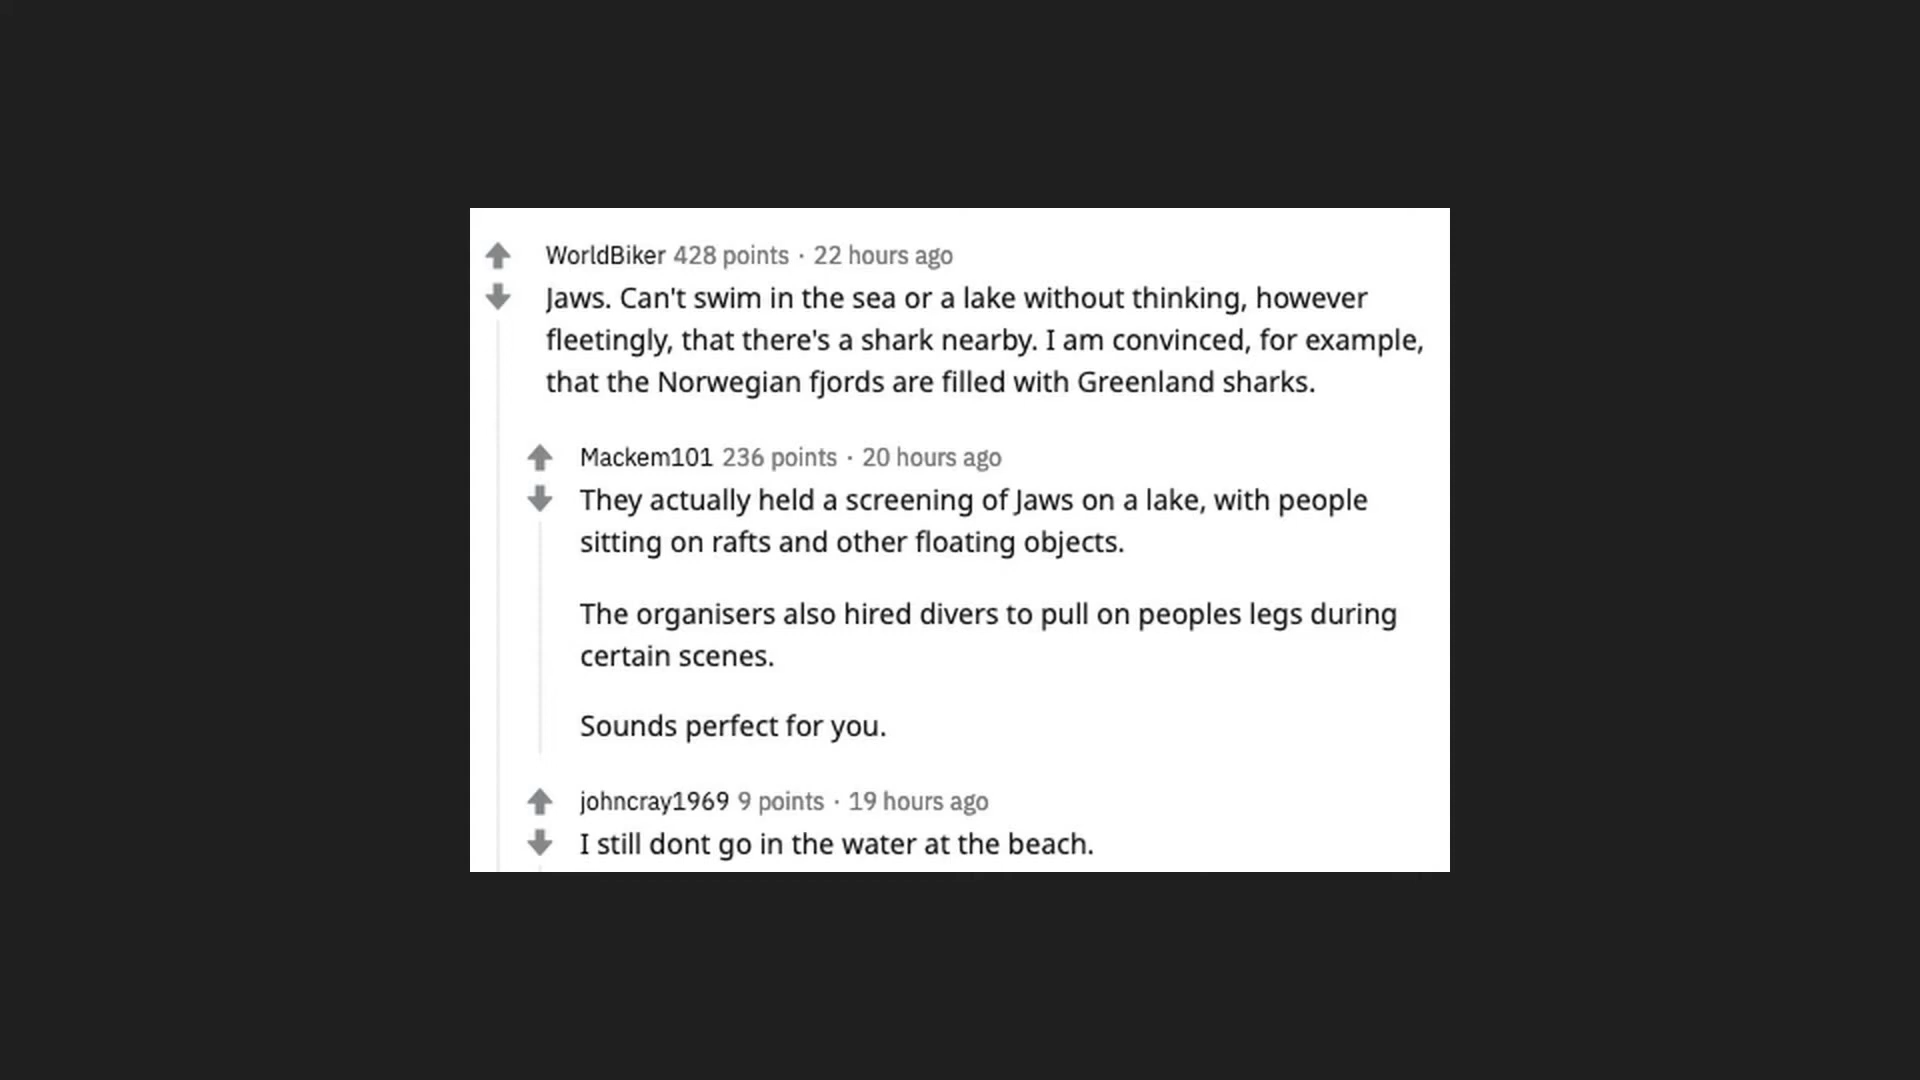 WorldBiker 428 points · 22 hours ago
Jaws. Can't swim in the sea or a lake without thinking, however
fleetingly, that there's a shark nearby. I am convinced, for example,
that the Norwegian fjords are filled with Greenland sharks.
Mackem101 236 points · 20 hours ago
They actually held a screening of Jaws on a lake, with people
sitting on rafts and other floating objects.
The organisers also hired divers to pull on peoples legs during
certain scenes.
Sounds perfect for you.
johncray1969 9 points · 19 hours ago
I still dont go in the water at the beach.